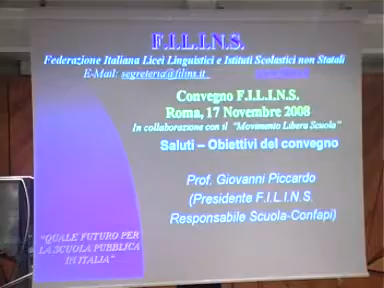 F.I.L.I.N.S.
Federazione Italiana Licei Linguistici e Istituti Scolastici non Statali
E-Mail: segreteria@filins.it
Convegno F.I.L.I.N.S.
Roma, 17 Novembre 2008
In collaborazione con il "Movimento Libera Scuola"
Saluti – Obiettivi del convegno
Prof. Giovanni Piccardo
(Presidente F.I.L.I.N.S.
Responsabile Scuola-Confapi)
"QUALE FUTURO PER
LA SCUOLA PUBBLICA
IN ITALIA"